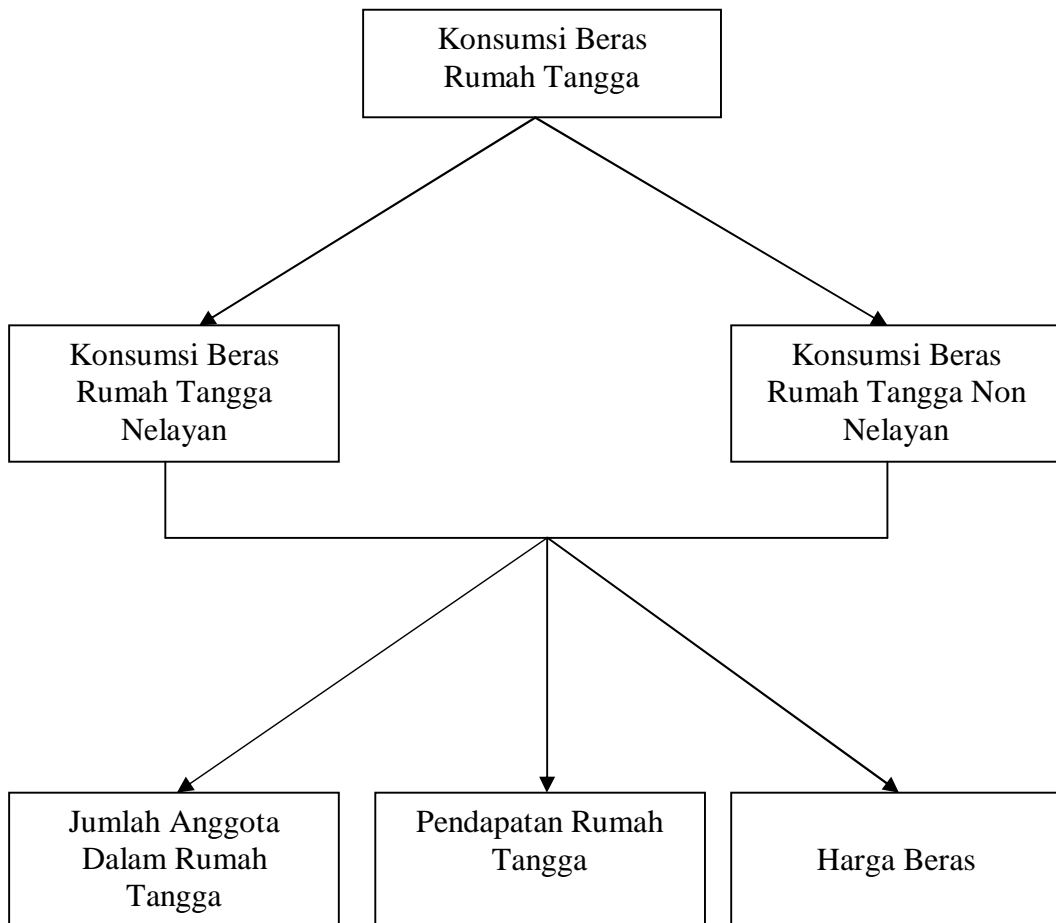 Konsumsi Beras
Rumah Tangga
Konsumsi Beras
Rumah Tangga
Nelayan
Konsumsi Beras
Rumah Tangga Non
Nelayan
Jumlah Anggota
Dalam Rumah
Tangga
Pendapatan Rumah
Tangga
Harga Beras